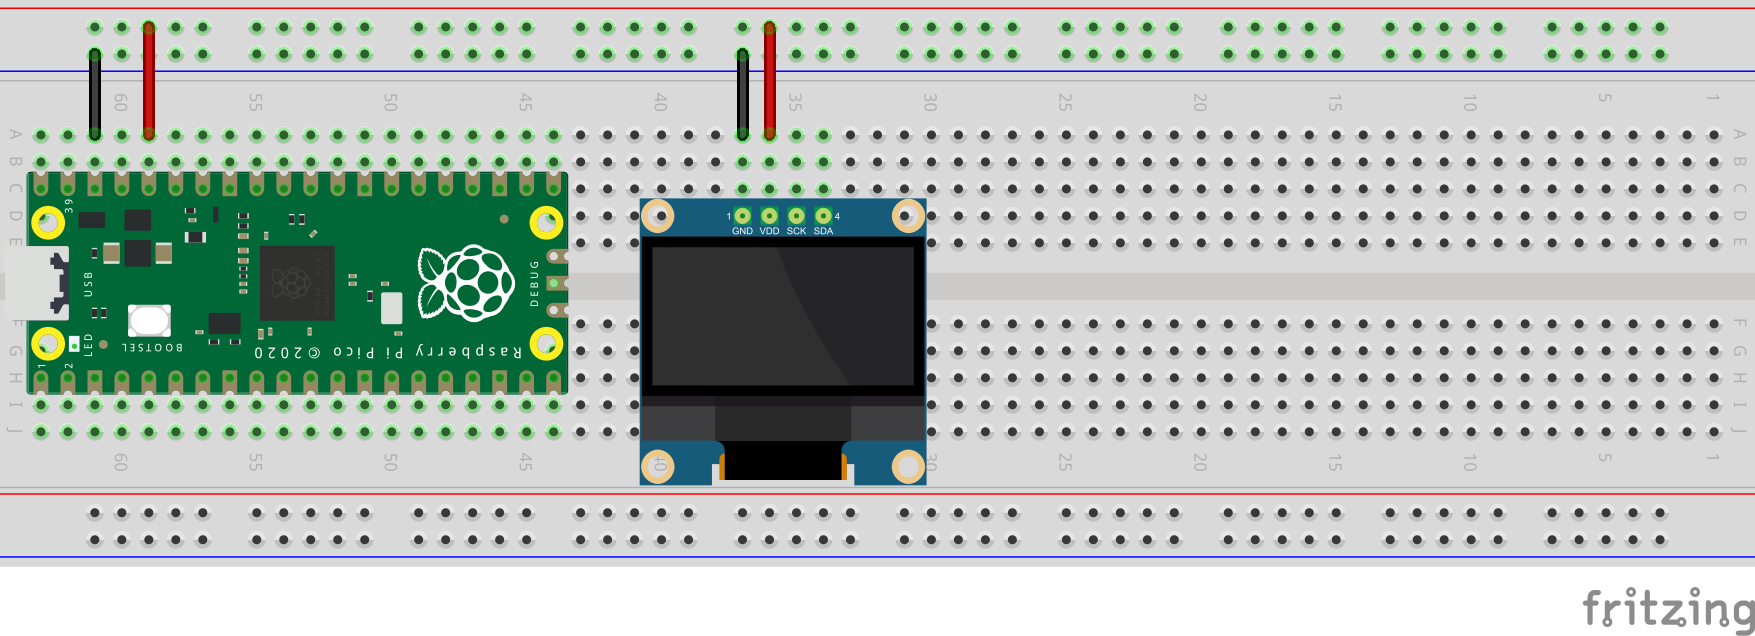 60 55 50 45 40 35 30 25 20 15 10 5 1
A A
B B
C C
D D
E E
39
1 4
GND VDD SCK SDA
USB
DEBUG
LED
BOOTSEL
Raspberry Pi Pico © 2020
1 2
F F
G G
H H
I I
J J
60 55 50 45 40 30 25 20 15 10 5 1
fritzing